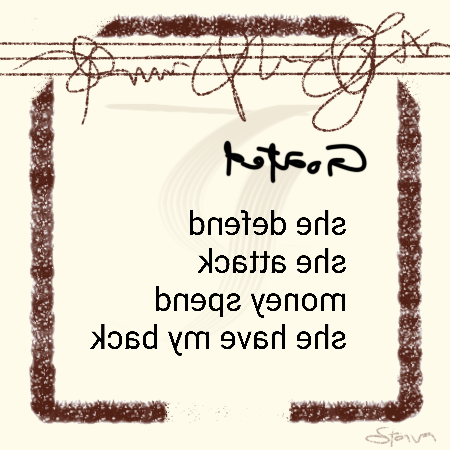 Goated
she defend
she attack
money spend
she have my back